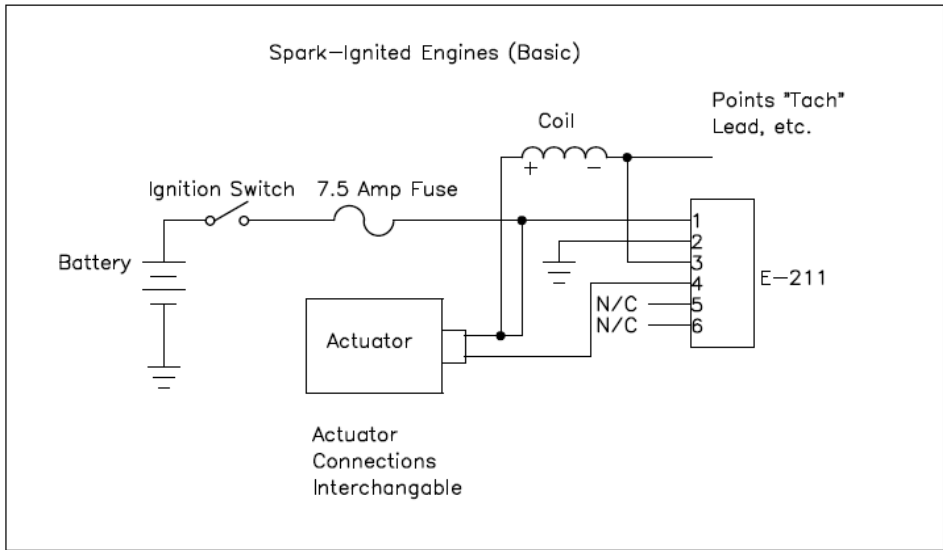 Spark-Ignited Engines (Basic)
Points "Tach"
Lead, etc.
Coil
+ -
Ignition Switch 7.5 Amp Fuse
1
2
Battery
3
E-211
4
N/C 5
N/C 6
Actuator
Actuator
Connections
Interchangable